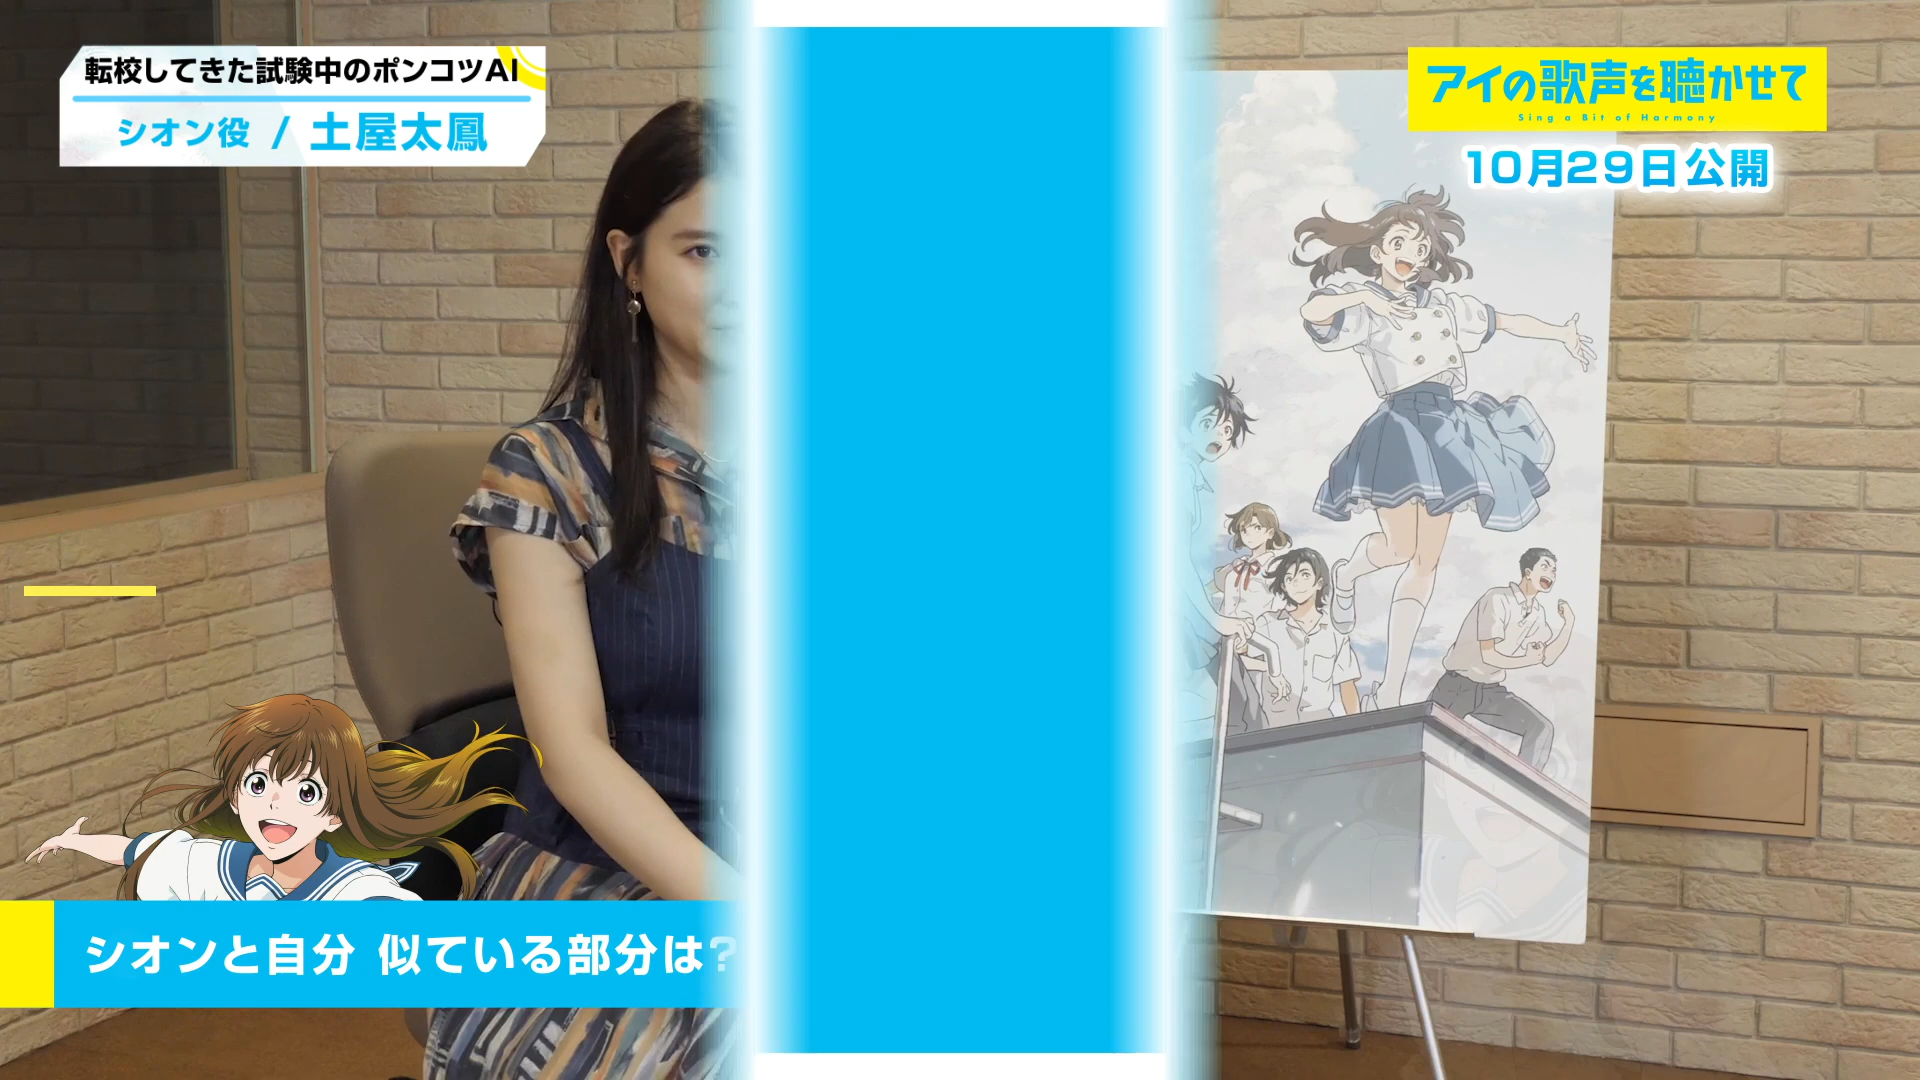 転校してきた試験中のポンコツAI
シオン役 / 土屋太鳳
アイの歌声を聴かせて
Sing a Bit of Harmony
10月29日公開
シオンと自分 似ている部分は?